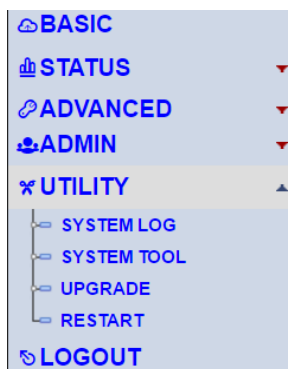 BASIC
STATUS
ADVANCED
ADMIN
UTILITY
SYSTEM LOG
SYSTEM TOOL
UPGRADE
RESTART
LOGOUT